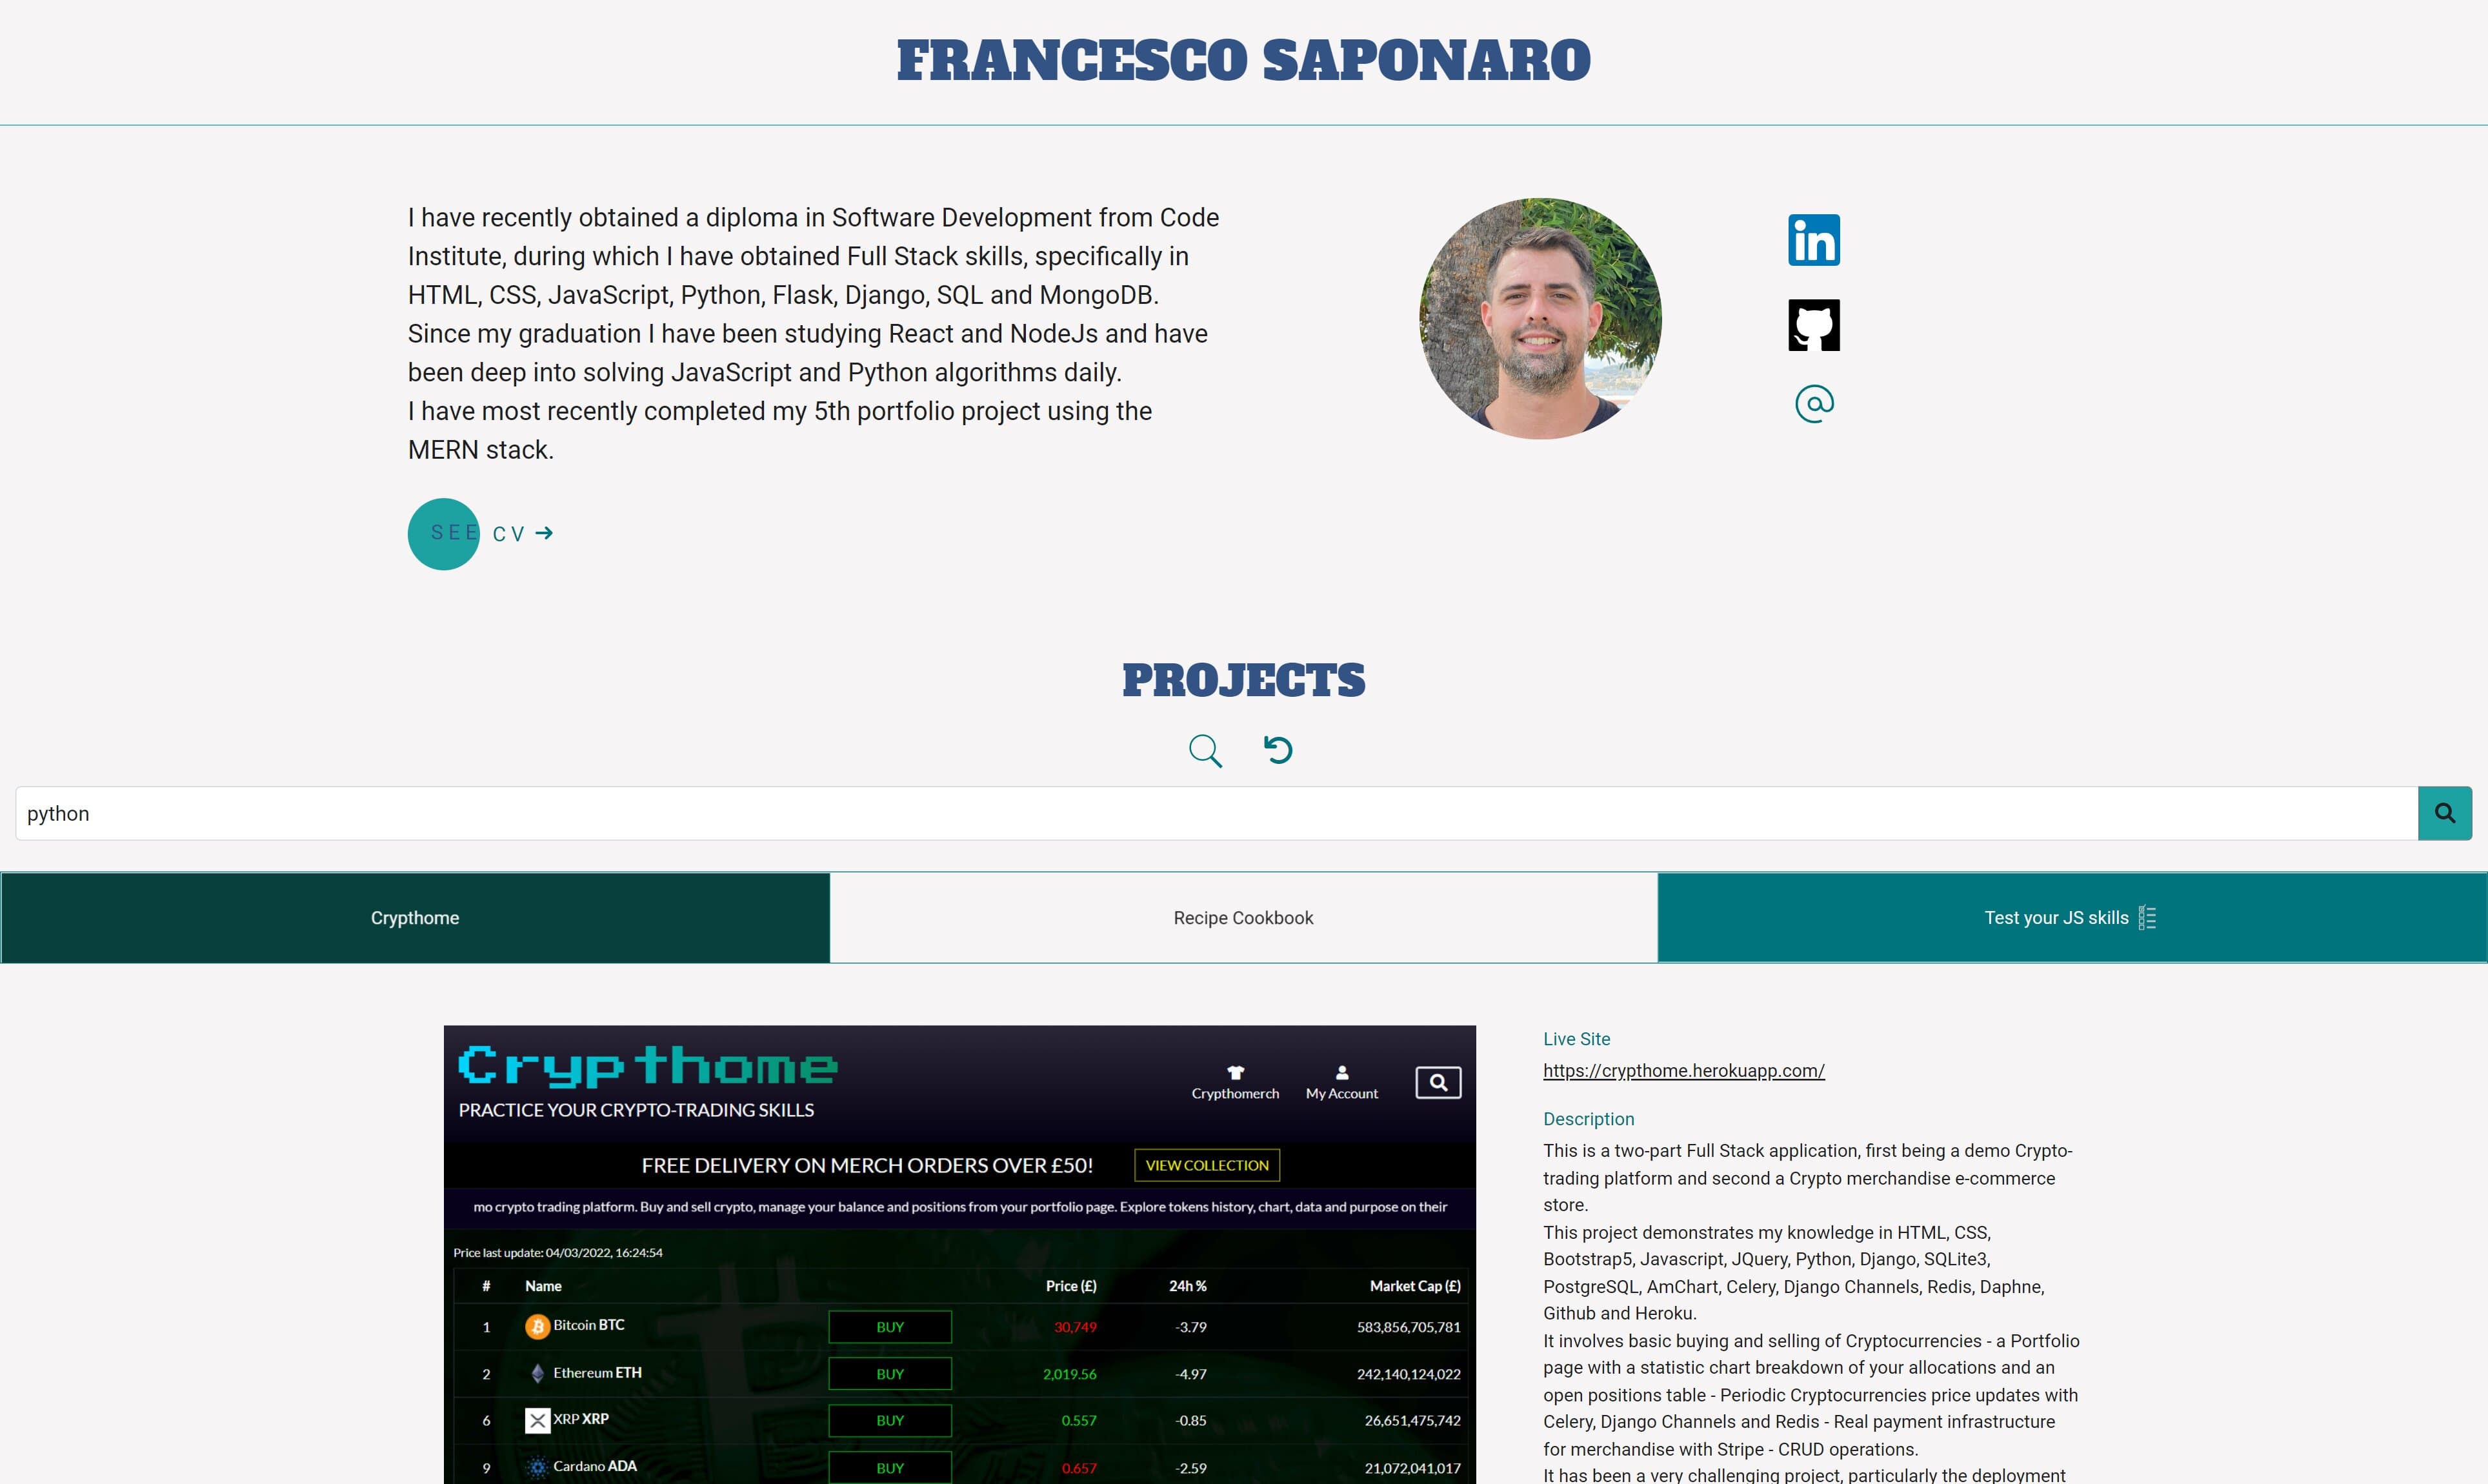 FRANCESCO SAPONARO
I have recently obtained a diploma in Software Development from Code
Institute, during which I have obtained Full Stack skills, specifically in
HTML, CSS, JavaScript, Python, Flask, Django, SQL and MongoDB.
Since my graduation I have been studying React and NodeJs and have
been deep into solving JavaScript and Python algorithms daily.
I have most recently completed my 5th portfolio project using the
MERN stack.
in
@
SEE CV
PROJECTS
python
Crypthome
Recipe Cookbook
Test your JS skills
Crypthome
PRACTICE YOUR CRYPTO-TRADING SKILLS
Crypthomerch
My Account
FREE DELIVERY ON MERCH ORDERS OVER £50!
VIEW COLLECTION
mo crypto trading platform. Buy and sell crypto, manage your balance and positions from your portfolio page. Explore tokens history, chart, data and purpose on their
Price last update: 04/03/2022, 16:24:54
# Name Price (£) 24h % Market Cap (£)
1 Bitcoin BTC BUY 30,749 -3.79 583,856,705,781
2 Ethereum ETH BUY 2,019.56 -4.97 242,140,124,022
6 XRP XRP BUY 0.557 -0.85 26,651,475,742
9 Cardano ADA BUY 0.657 -2.59 21,072,041,017
Live Site
https://crypthome.herokuapp.com/
Description
This is a two-part Full Stack application, first being a demo Crypto-
trading platform and second a Crypto merchandise e-commerce
store.
This project demonstrates my knowledge in HTML, CSS,
Bootstrap5, Javascript, JQuery, Python, Django, SQLite3,
PostgreSQL, AmChart, Celery, Django Channels, Redis, Daphne,
Github and Heroku.
It involves basic buying and selling of Cryptocurrencies - a Portfolio
page with a statistic chart breakdown of your allocations and an
open positions table - Periodic Cryptocurrencies price updates with
Celery, Django Channels and Redis - Real payment infrastructure
for merchandise with Stripe - CRUD operations.
It has been a very challenging project, particularly the deployment